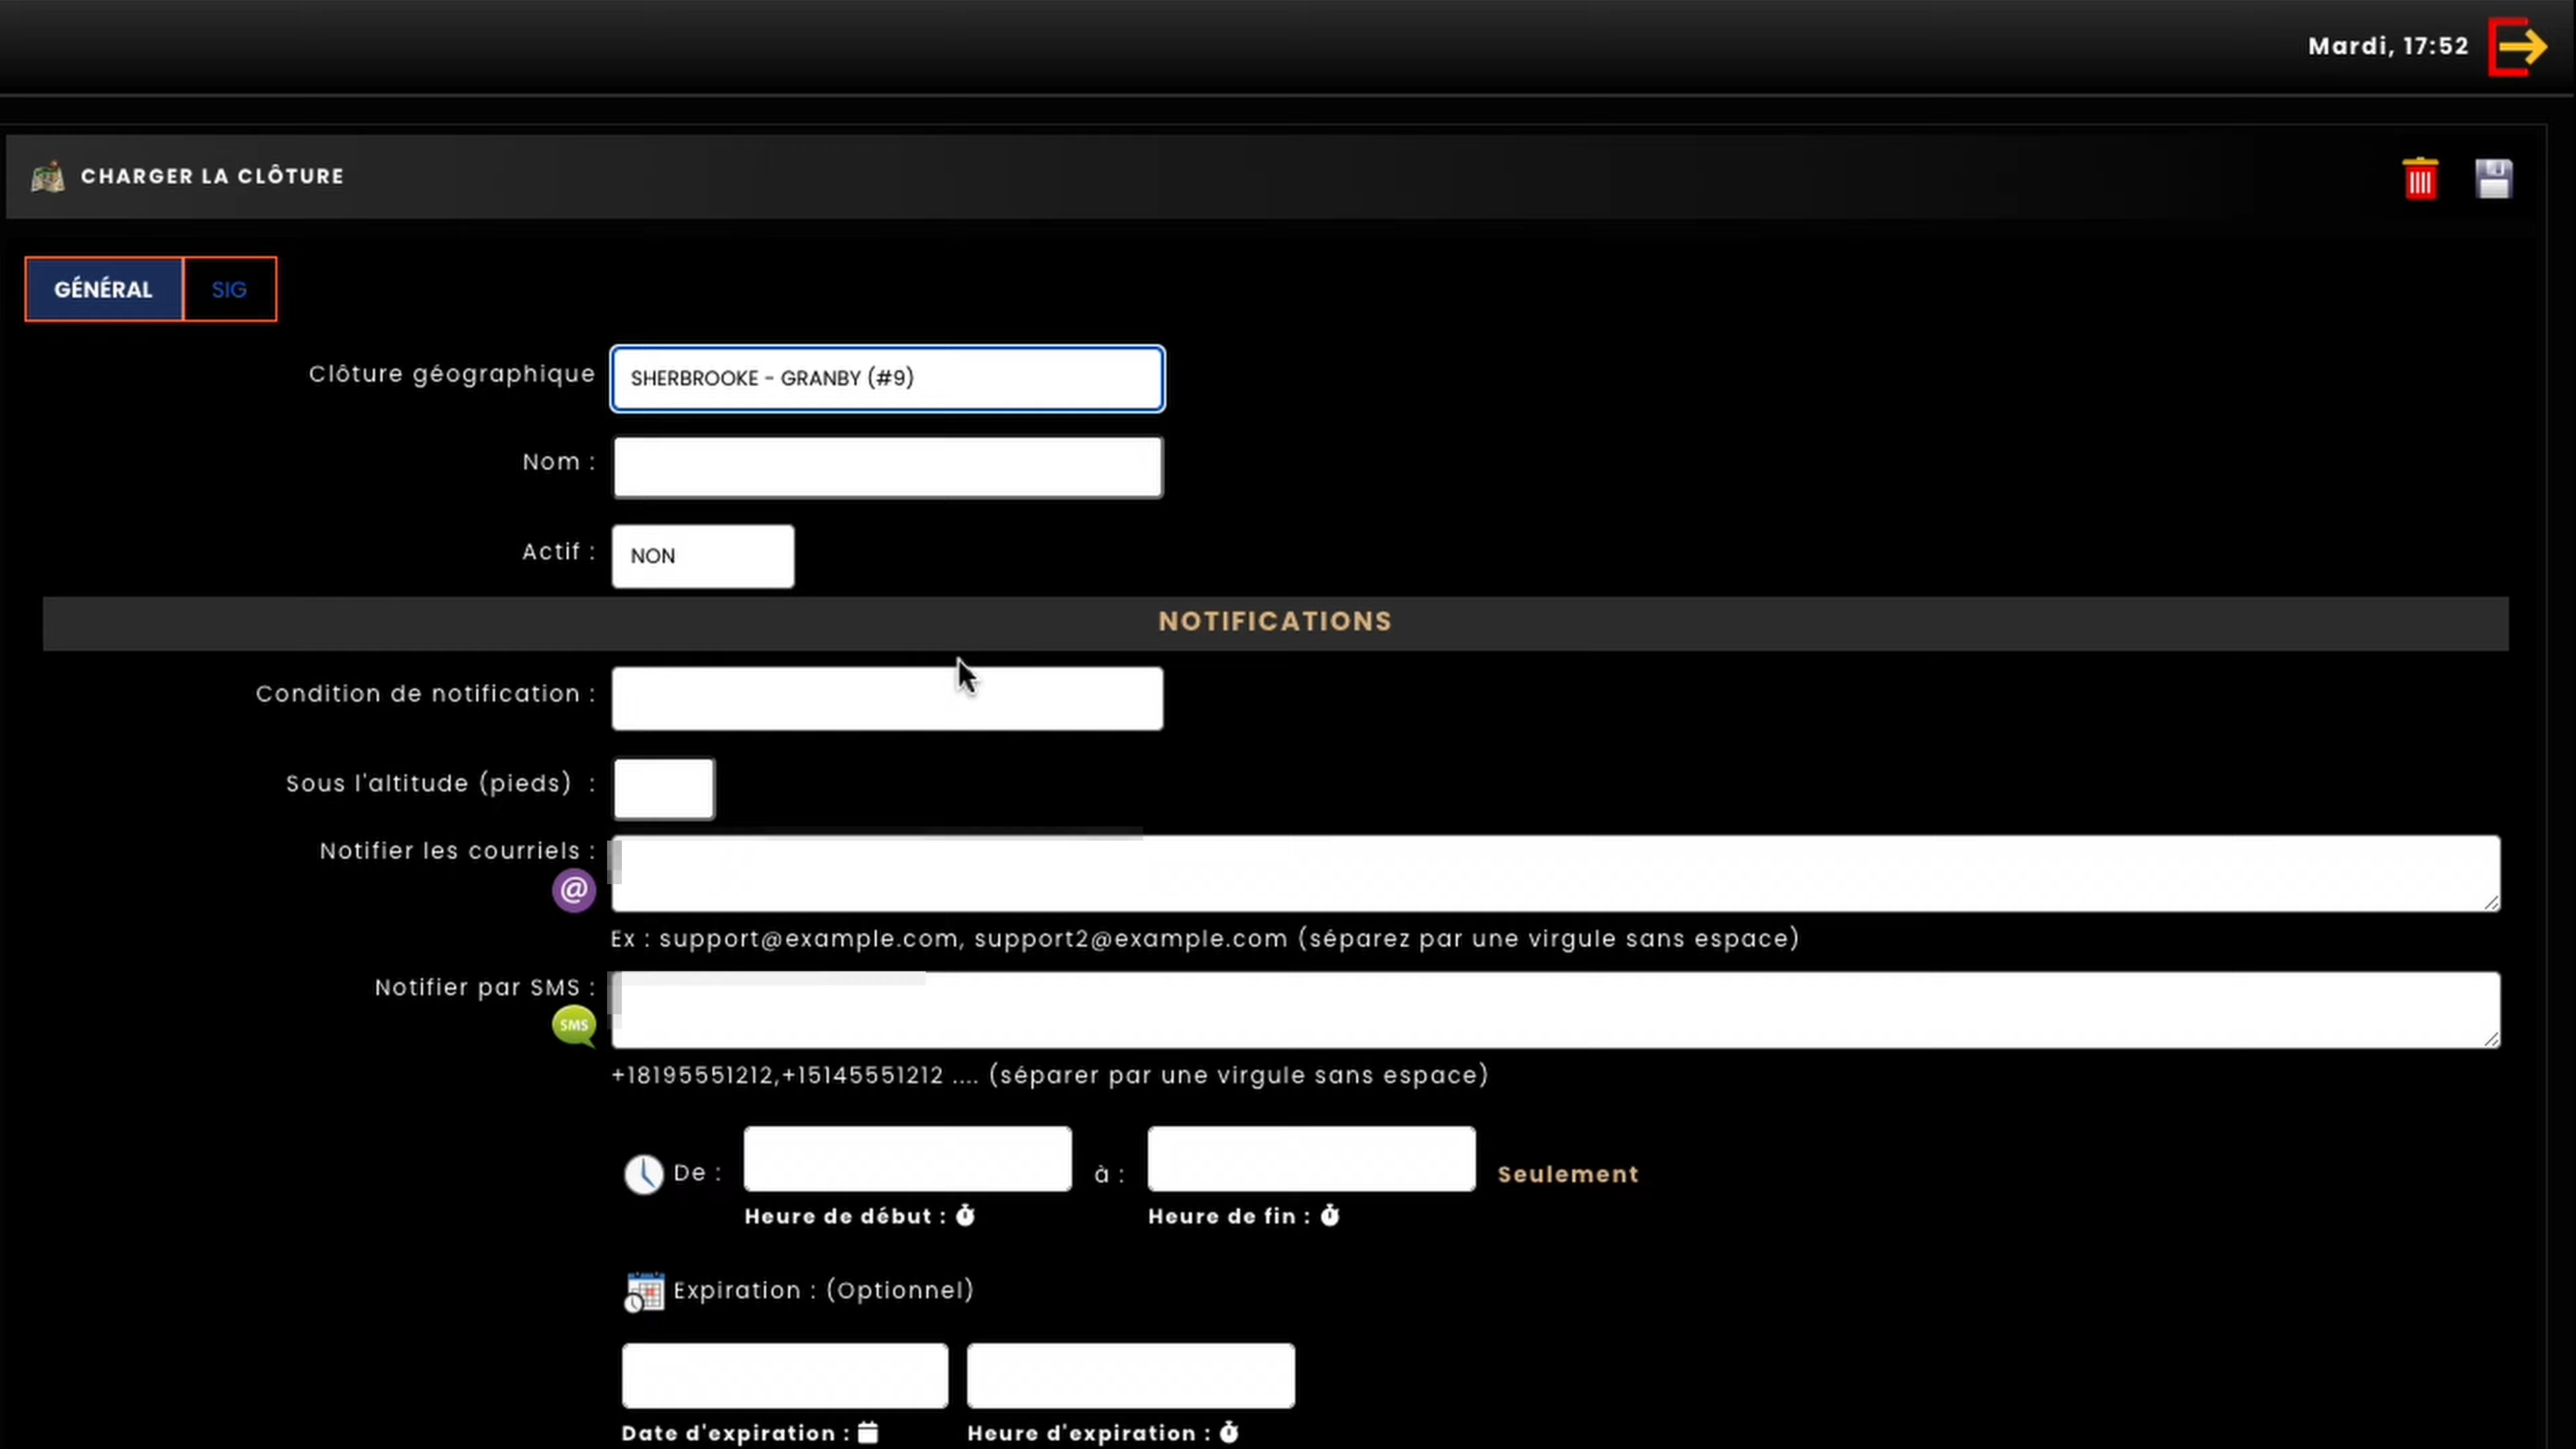 Mardi, 17:52
CHARGER LA CLÔTURE
GÉNÉRAL SIG
Clôture géographique SHERBROOKE - GRANBY (#9)
Nom :
Actif : NON
NOTIFICATIONS
Condition de notification :
Sous l'altitude (pieds) :
Notifier les courriels :
@
Ex : support@example.com, support2@example.com (séparez par une virgule sans espace)
Notifier par SMS :
SMS
+18195551212,+15145551212 .... (séparer par une virgule sans espace)
De : à : Seulement
Heure de début : Heure de fin :
Expiration : (Optionnel)
Date d'expiration : Heure d'expiration :